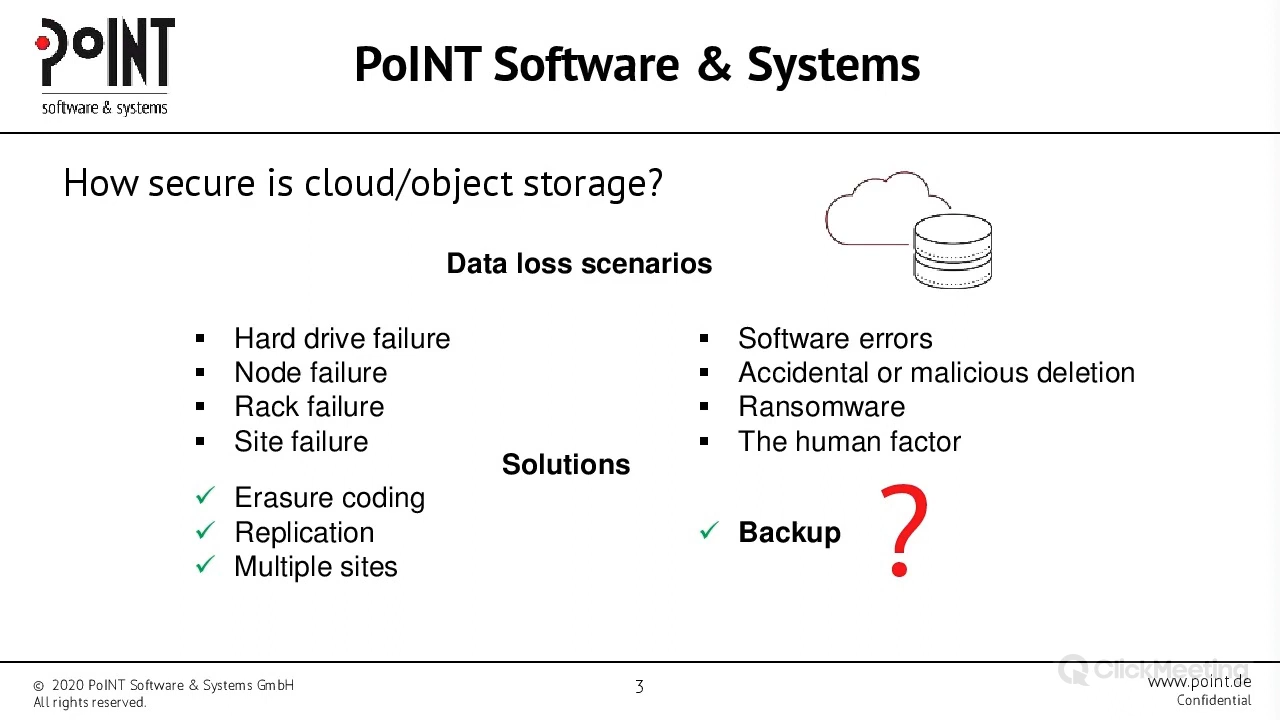 PoINT
software & systems
PoINT Software & Systems
How secure is cloud/object storage?
Data loss scenarios
▪ Hard drive failure
▪ Node failure
▪ Rack failure
▪ Site failure
▪ Software errors
▪ Accidental or malicious deletion
▪ Ransomware
▪ The human factor
Solutions
✓ Erasure coding
✓ Replication
✓ Multiple sites
✓ Backup
?
© 2020 PoINT Software & Systems GmbH
All rights reserved.
3
ClickMeeting
www.point.de
Confidential